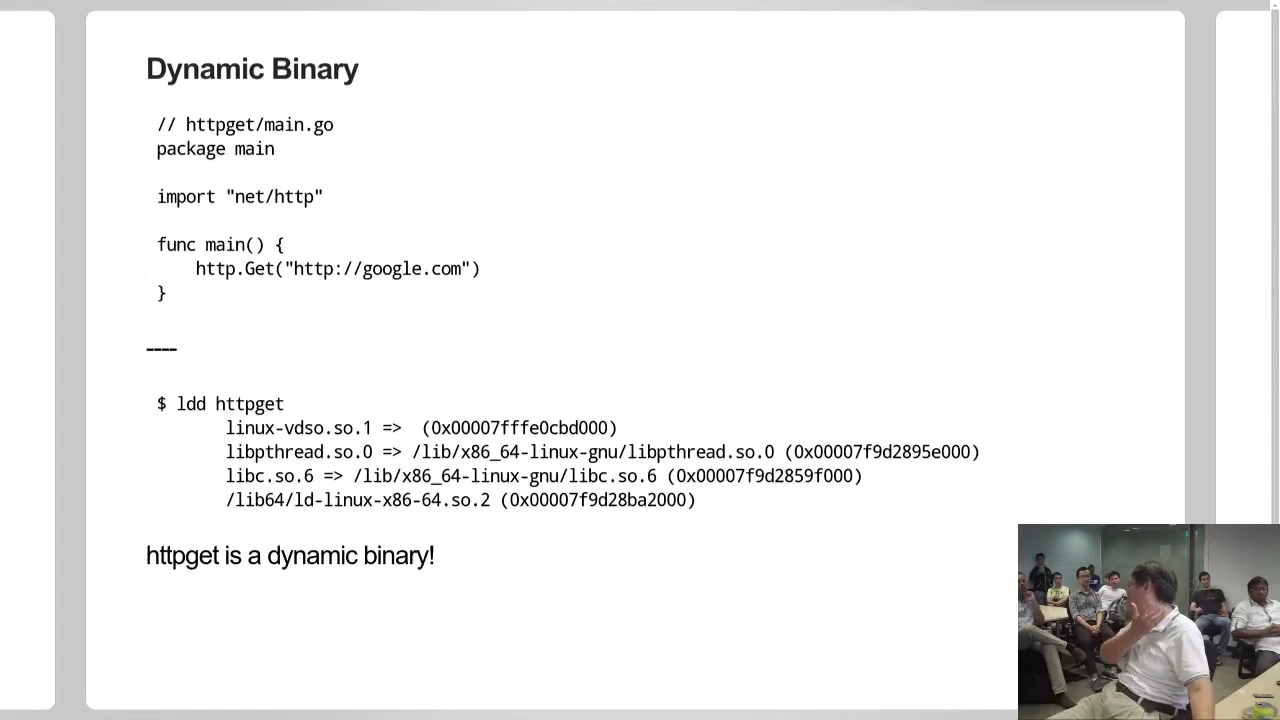 Dynamic Binary
// httpget/main.go
package main
import "net/http"
func main() {
http.Get("http://google.com")
}
----
$ ldd httpget
linux-vdso.so.1 => (0x00007fffe0cbd000)
libpthread.so.0 => /lib/x86_64-linux-gnu/libpthread.so.0 (0x00007f9d2895e000)
libc.so.6 => /lib/x86_64-linux-gnu/libc.so.6 (0x00007f9d2859f000)
/lib64/ld-linux-x86-64.so.2 (0x00007f9d28ba2000)
httpget is a dynamic binary!